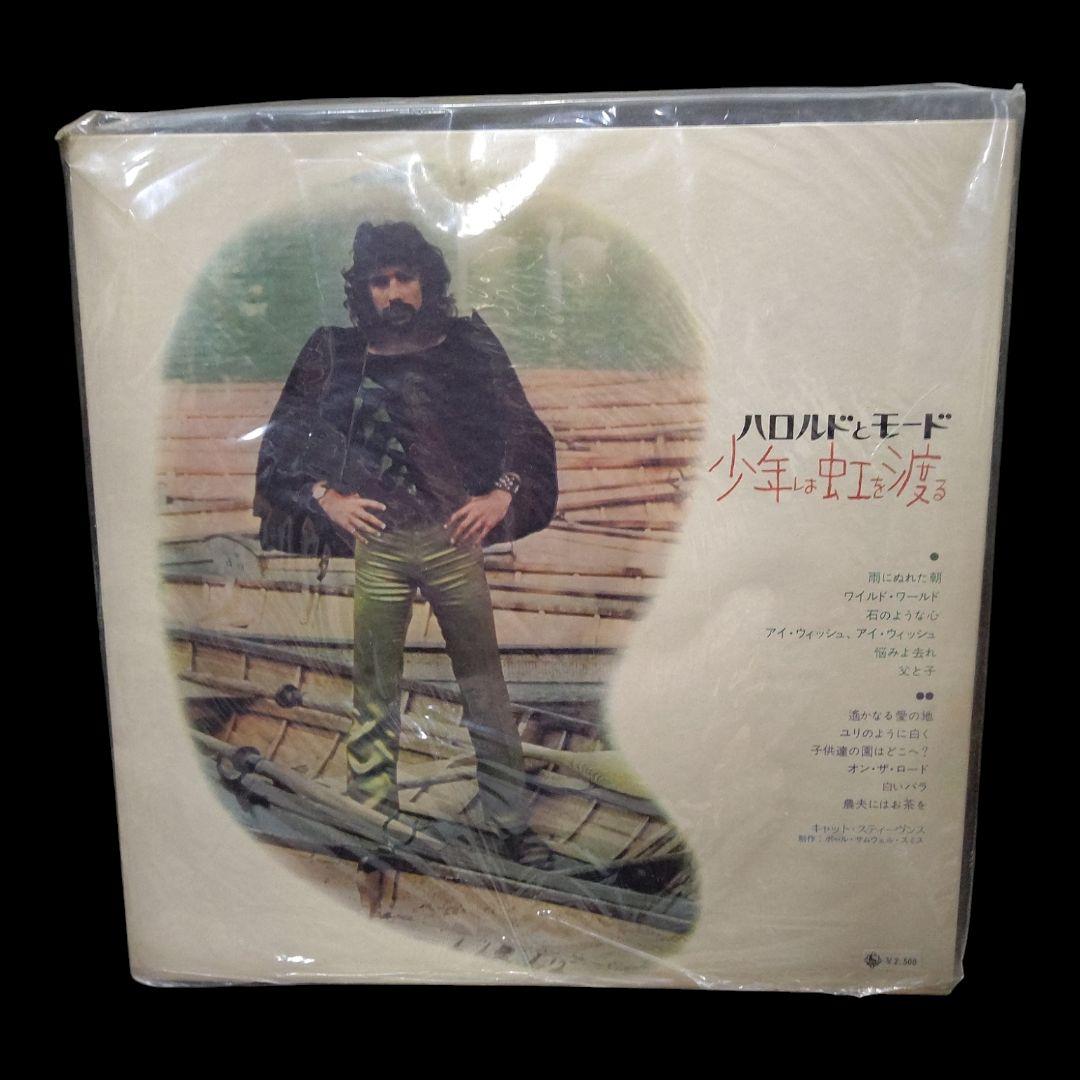 ハロルドとモード
少年は虹を渡る
●
雨にぬれた朝
ワイルド・ワールド
石のような心
アイ・ウィッシュ、アイ・ウィッシュ
悩みよ去れ
父と子
●●
遙かなる愛の地
ユリのように白く
子供達の園はどこへ?
オン・ザ・ロード
白いバラ
農夫にはお茶を
キャット・スティーヴンス
制作:ポール・サムウェル・スミス
¥2,500